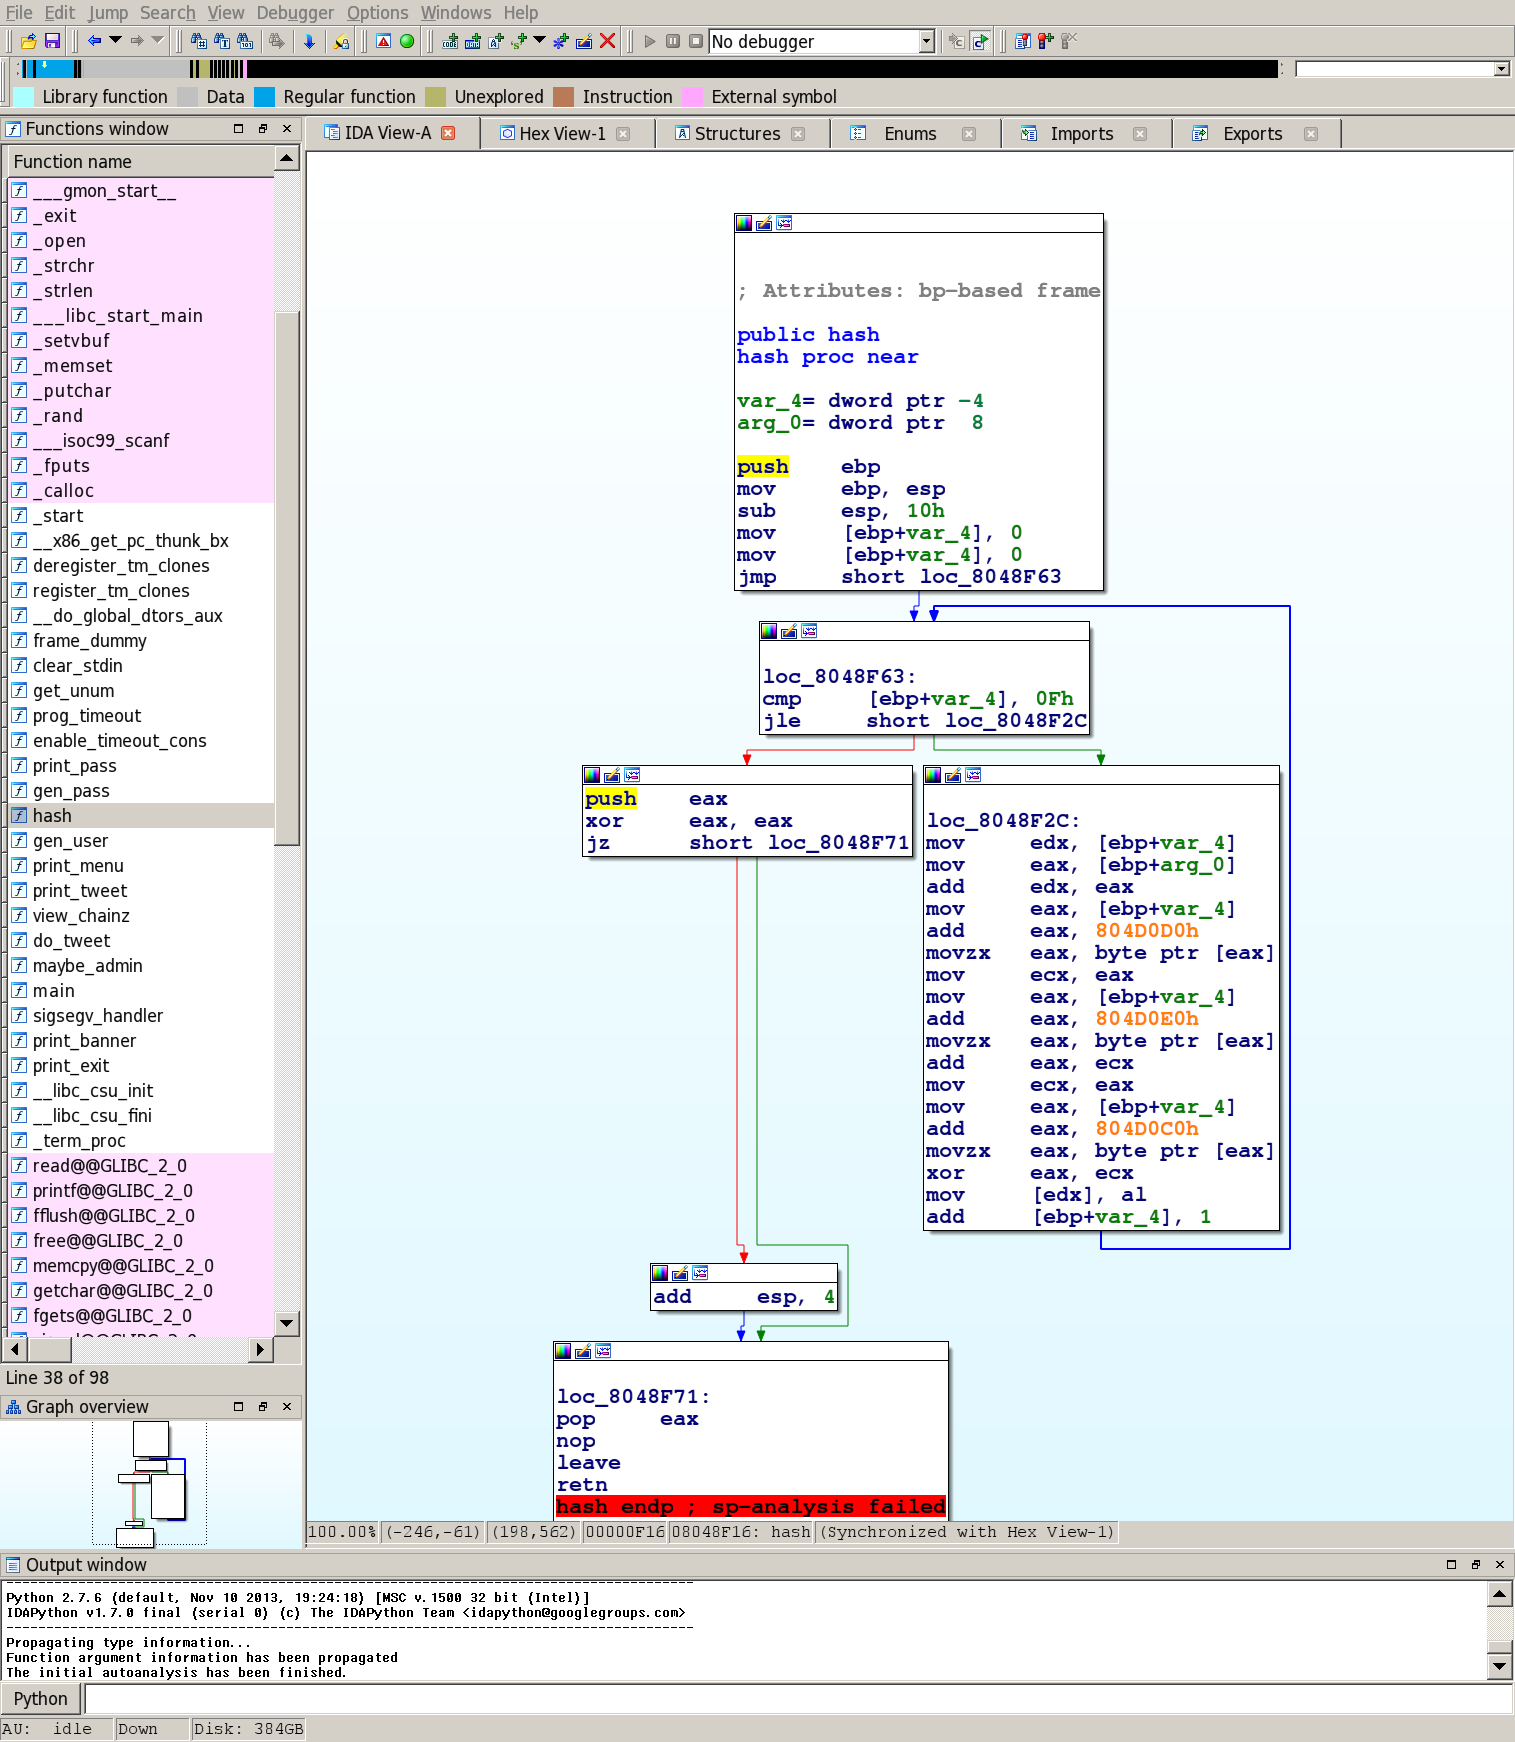 File Edit Jump Search View Debugger Options Windows Help
No debugger
Library function Data Regular function Unexplored Instruction External symbol
Functions window
IDA View-A Hex View-1 Structures Enums Imports Exports
Function name
___gmon_start__
_exit
_open
_strchr
_strlen
___libc_start_main
_setvbuf
_memset
_putchar
_rand
___isoc99_scanf
_fputs
_calloc
_start
__x86_get_pc_thunk_bx
deregister_tm_clones
register_tm_clones
__do_global_dtors_aux
frame_dummy
clear_stdin
get_unum
prog_timeout
enable_timeout_cons
print_pass
gen_pass
hash
gen_user
print_menu
print_tweet
view_chainz
do_tweet
maybe_admin
main
sigsegv_handler
print_banner
print_exit
__libc_csu_init
__libc_csu_fini
_term_proc
read@@GLIBC_2_0
printf@@GLIBC_2_0
fflush@@GLIBC_2_0
free@@GLIBC_2_0
memcpy@@GLIBC_2_0
getchar@@GLIBC_2_0
fgets@@GLIBC_2_0
Line 38 of 98
Graph overview
; Attributes: bp-based frame
public hash
hash proc near
var_4= dword ptr -4
arg_0= dword ptr 8
push ebp
mov ebp, esp
sub esp, 10h
mov [ebp+var_4], 0
mov [ebp+var_4], 0
jmp short loc_8048F63
loc_8048F63:
cmp [ebp+var_4], 0Fh
jle short loc_8048F2C
push eax
xor eax, eax
jz short loc_8048F71
loc_8048F2C:
mov edx, [ebp+var_4]
mov eax, [ebp+arg_0]
add edx, eax
mov eax, [ebp+var_4]
add eax, 804D0D0h
movzx eax, byte ptr [eax]
mov ecx, eax
mov eax, [ebp+var_4]
add eax, 804D0E0h
movzx eax, byte ptr [eax]
add eax, ecx
mov ecx, eax
mov eax, [ebp+var_4]
add eax, 804D0C0h
movzx eax, byte ptr [eax]
xor eax, ecx
mov [edx], al
add [ebp+var_4], 1
add esp, 4
loc_8048F71:
pop eax
nop
leave
retn
hash endp ; sp-analysis failed
100.00% (-246,-61) (198,562) 00000F16 08048F16: hash (Synchronized with Hex View-1)
Output window
Python 2.7.6 (default, Nov 10 2013, 19:24:18) [MSC v.1500 32 bit (Intel)]
IDAPython v1.7.0 final (serial 0) (c) The IDAPython Team <idapython@googlegroups.com>
Propagating type information...
Function argument information has been propagated
The initial autoanalysis has been finished.
Python
AU: idle Down Disk: 384GB